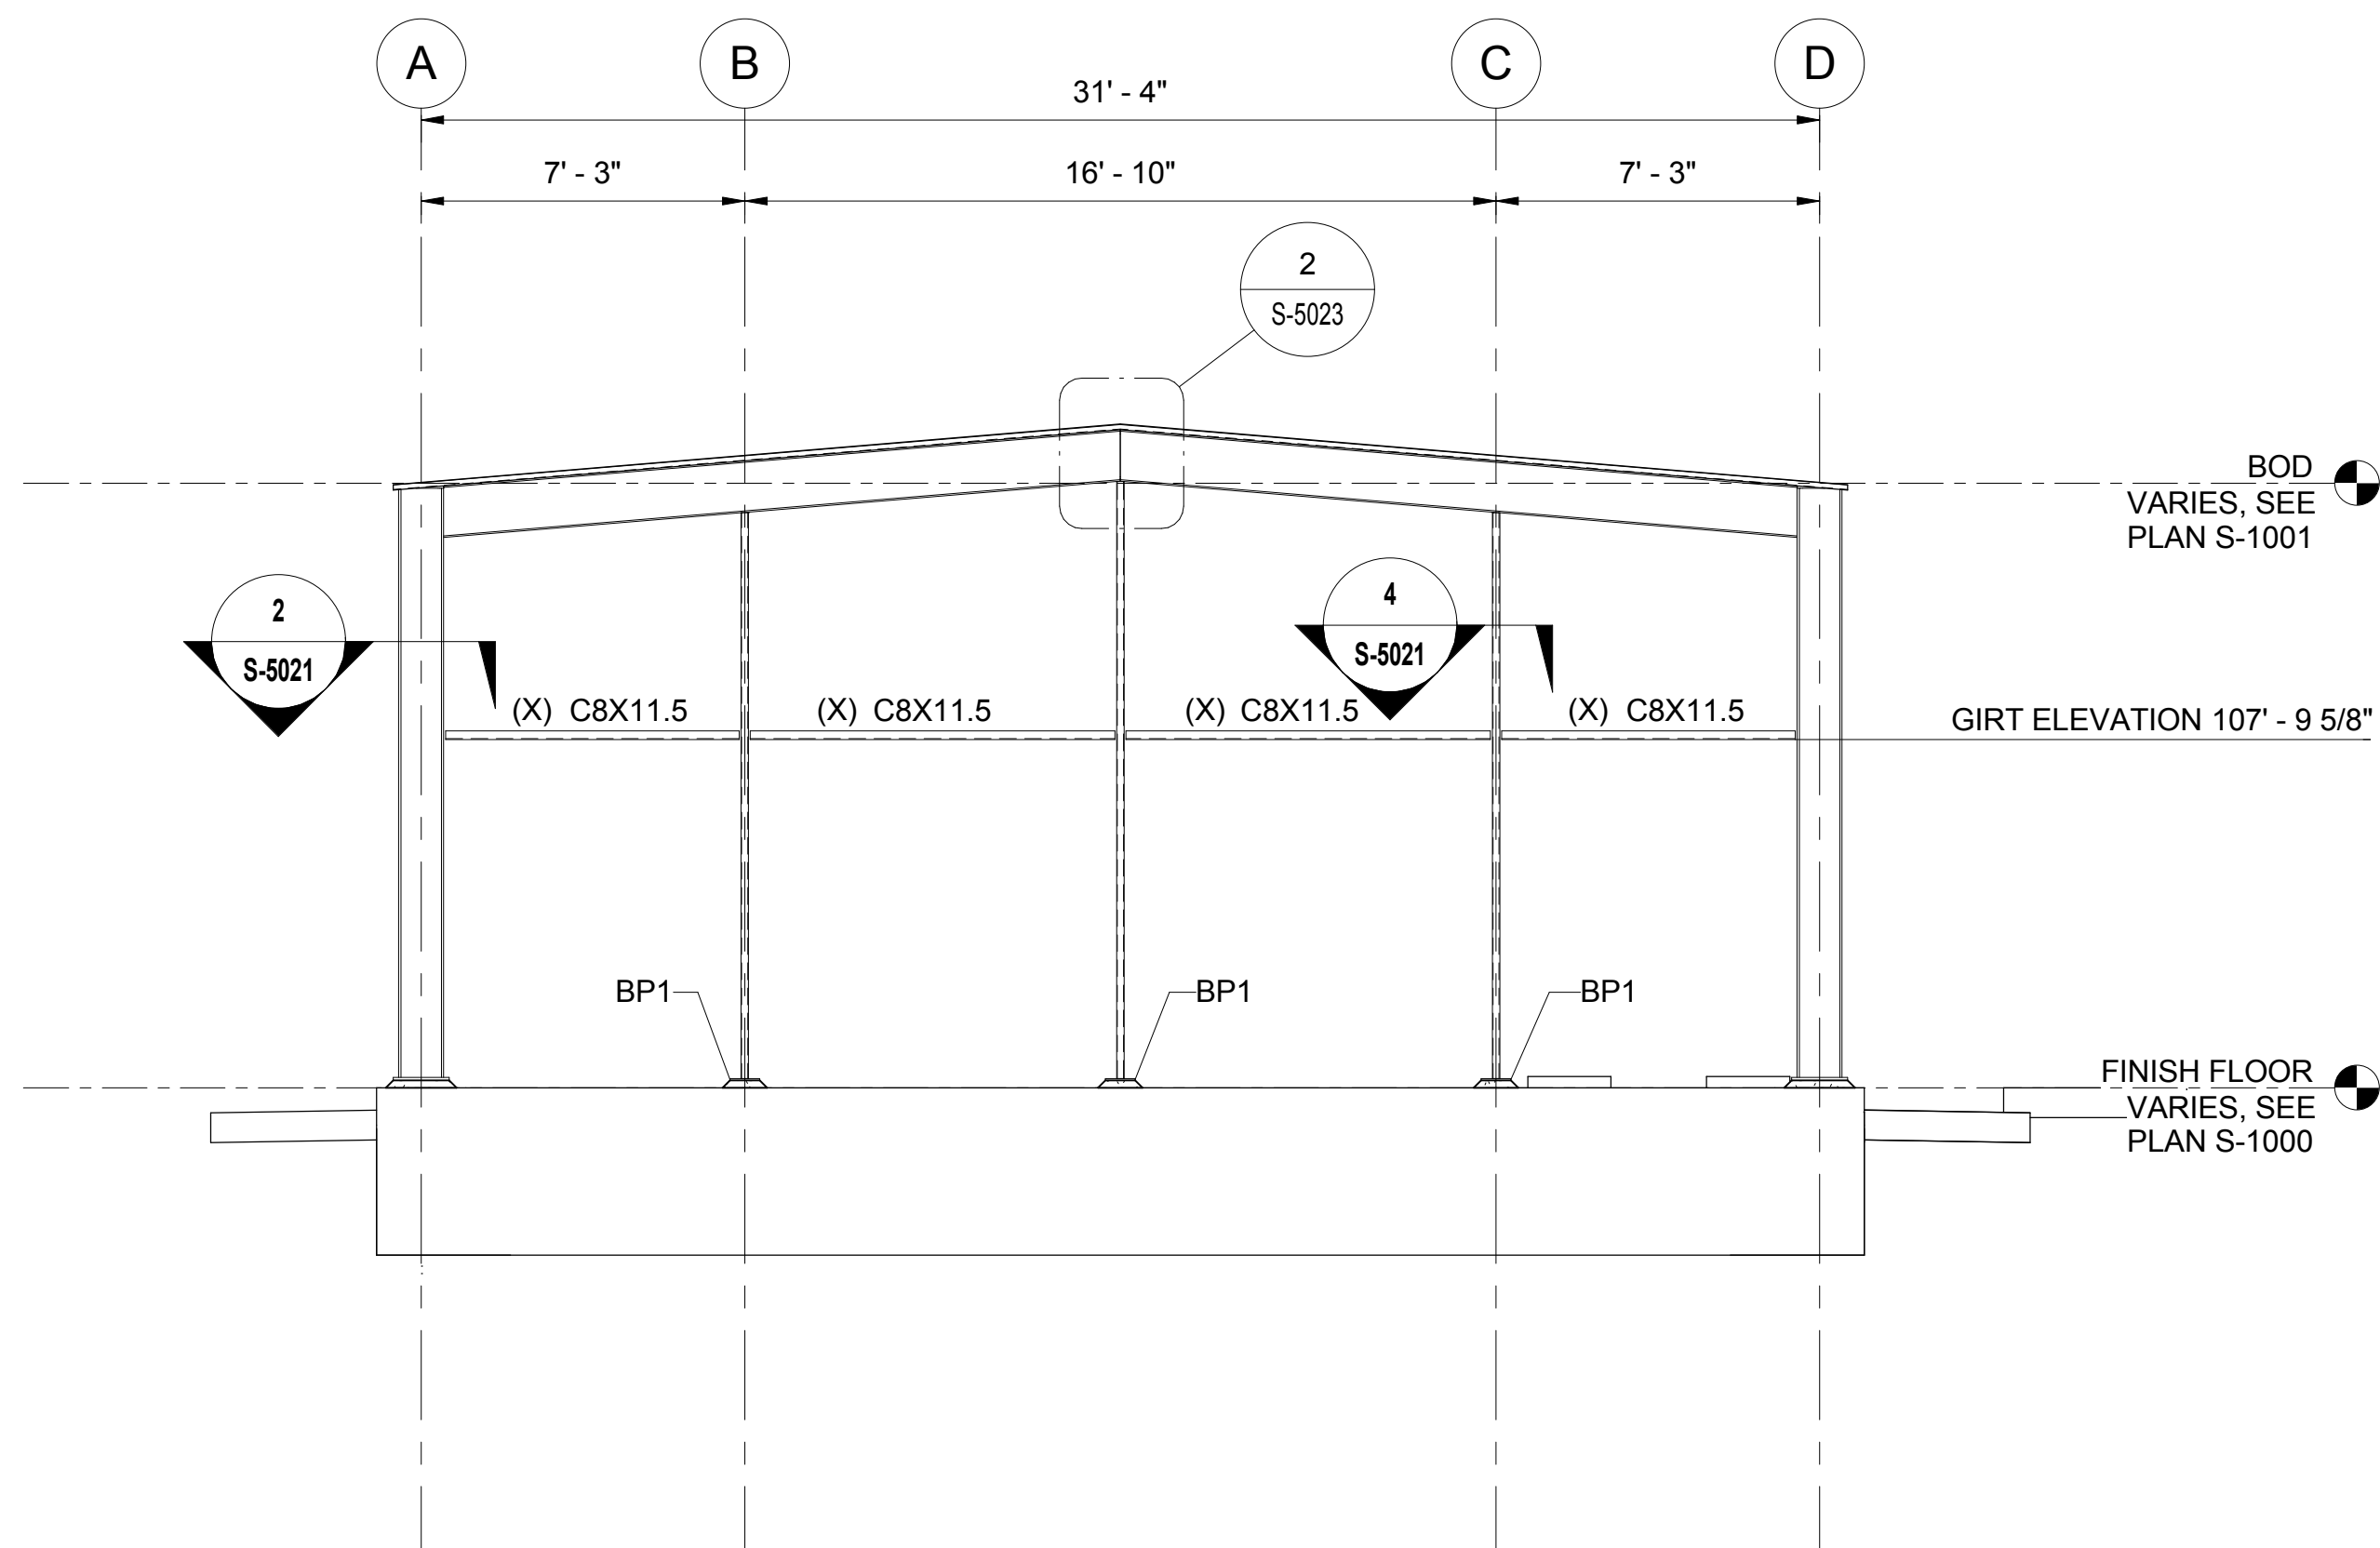 A B C D
31' - 4"
7' - 3" 16' - 10" 7' - 3"
2
S-5023
BOD
VARIES, SEE
PLAN S-1001
2
S-5021
4
S-5021
(X) C8X11.5 (X) C8X11.5 (X) C8X11.5 (X) C8X11.5
GIRT ELEVATION 107' - 9 5/8"
BP1 BP1 BP1
FINISH FLOOR
VARIES, SEE
PLAN S-1000